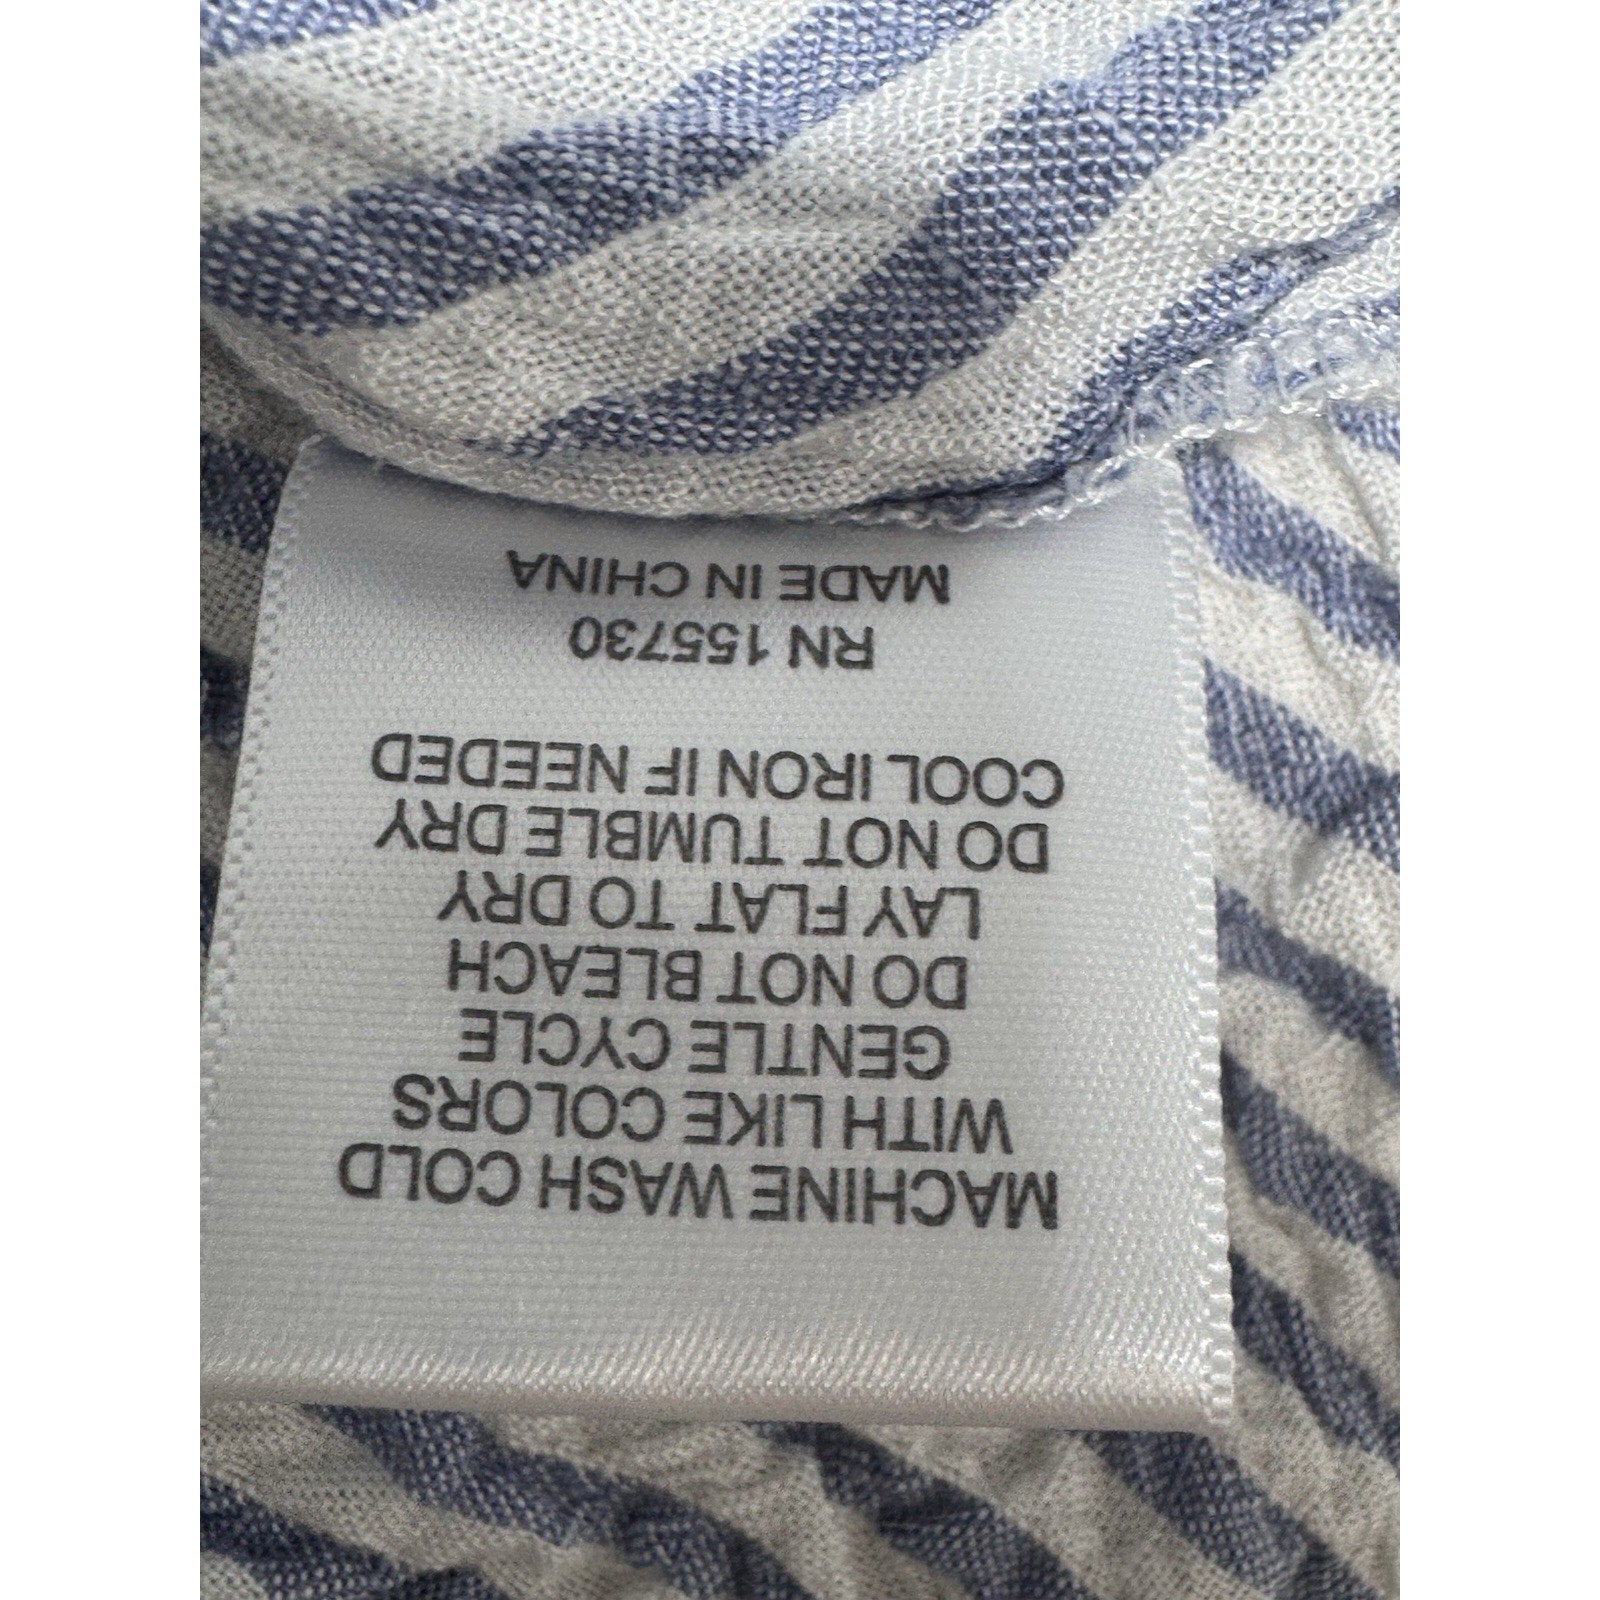 MACHINE WASH COLD
WITH LIKE COLORS
GENTLE CYCLE
DO NOT BLEACH
LAY FLAT TO DRY
DO NOT TUMBLE DRY
COOL IRON IF NEEDED
RN 155730
MADE IN CHINA